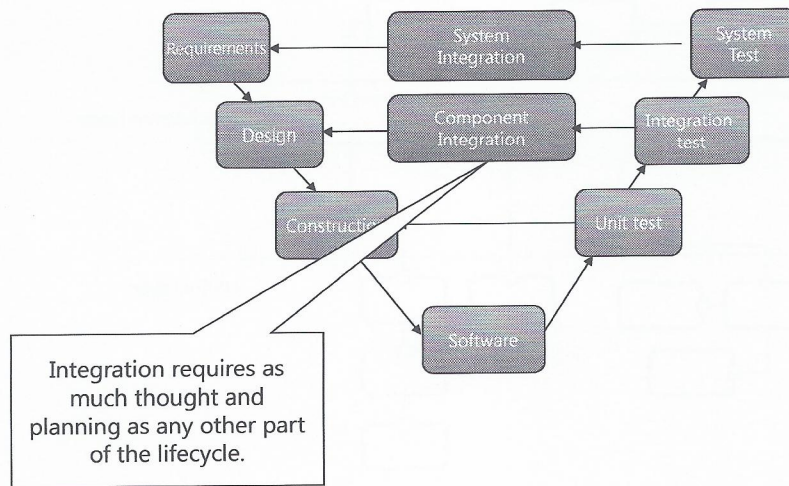 Requirements
System
Integration
System
Test
Design
Component
Integration
Integration
test
Construction
Unit test
Software
Integration requires as
much thought and
planning as any other part
of the lifecycle.